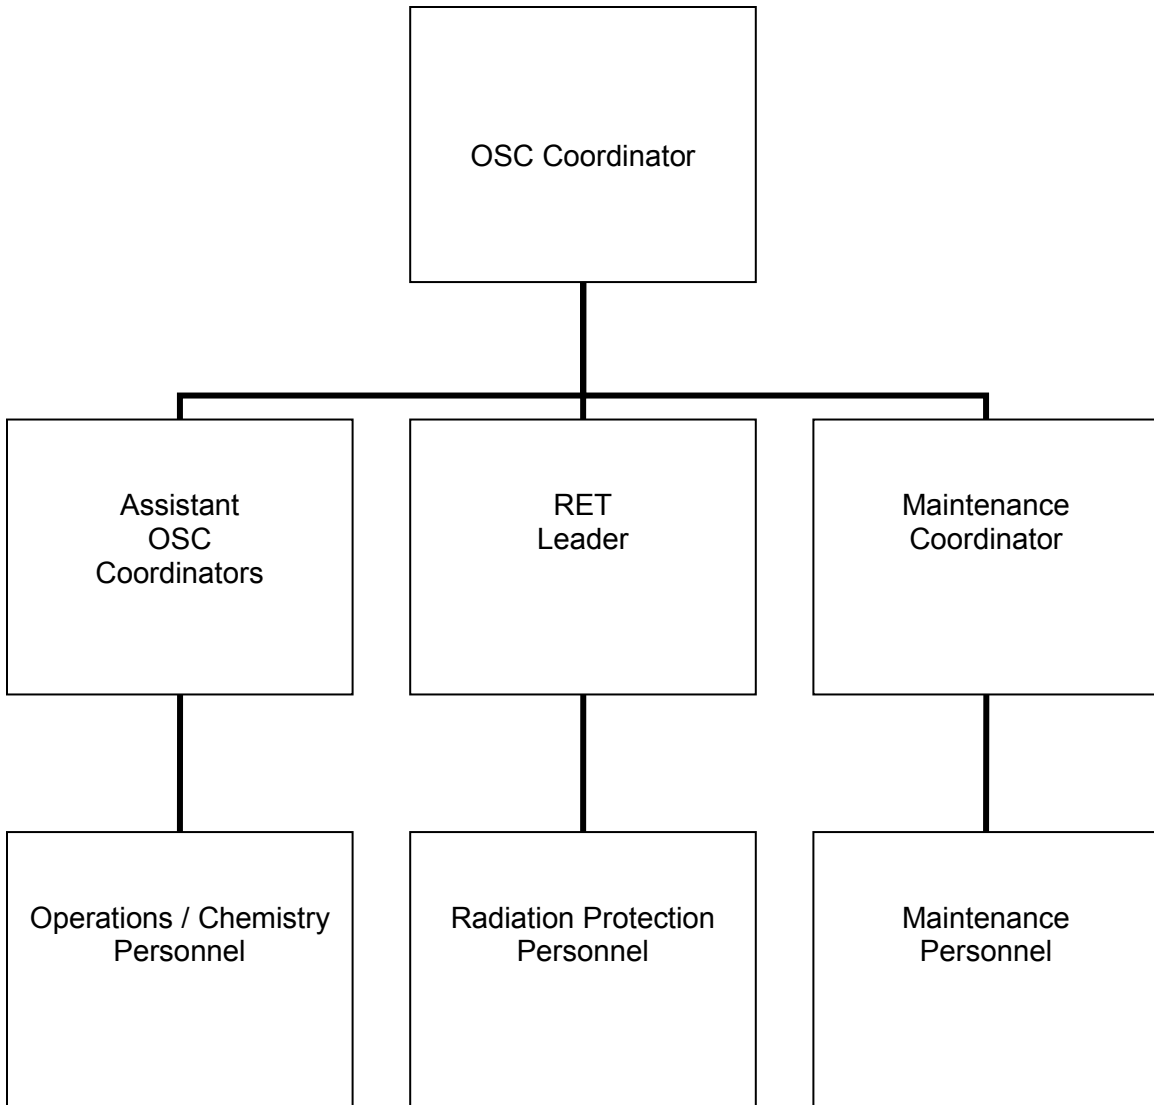 OSC Coordinator
Assistant
OSC
Coordinators
RET
Leader
Maintenance
Coordinator
Operations / Chemistry
Personnel
Radiation Protection
Personnel
Maintenance
Personnel